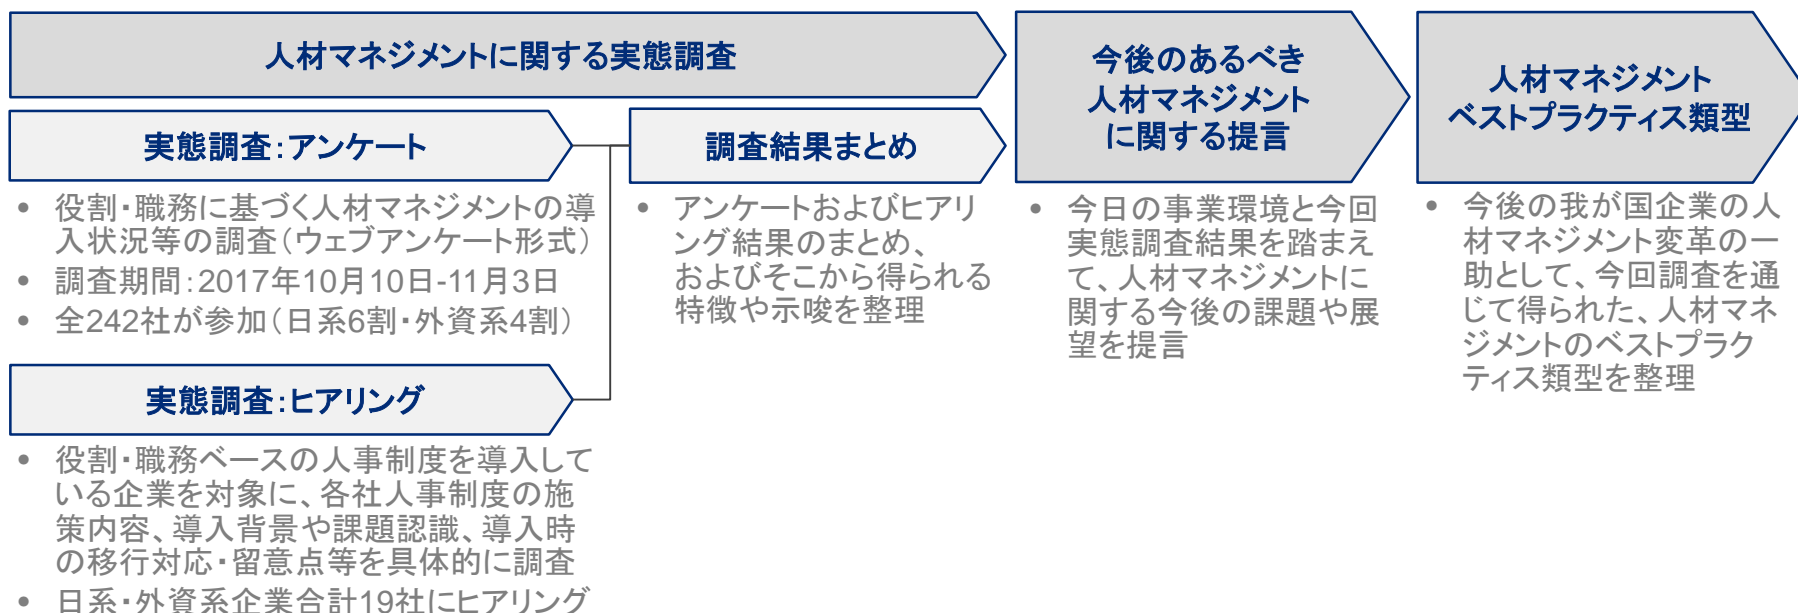 人材マネジメントに関する実態調査
実態調査：アンケート
• 役割・職務に基づく人材マネジメントの導
入状況等の調査（ウェブアンケート形式）
• 調査期間：2017年10月10日-11月3日
• 全242社が参加（日系6割・外資系4割）
実態調査：ヒアリング
• 役割・職務ベースの人事制度を導入して
いる企業を対象に、各社人事制度の施
策内容、導入背景や課題認識、導入時
の移行対応・留意点等を具体的に調査
• 日系・外資系企業合計19社にヒアリング
調査結果まとめ
• アンケートおよびヒアリ
ング結果のまとめ、
およびそこから得られる
特徴や示唆を整理
今後のあるべき
人材マネジメント
に関する提言
• 今日の事業環境と今回
実態調査結果を踏まえ
て、人材マネジメントに
関する今後の課題や展
望を提言
人材マネジメント
ベストプラクティス類型
• 今後の我が国企業の人
材マネジメント変革の一
助として、今回調査を通
じて得られた、人材マネ
ジメントのベストプラク
ティス類型を整理